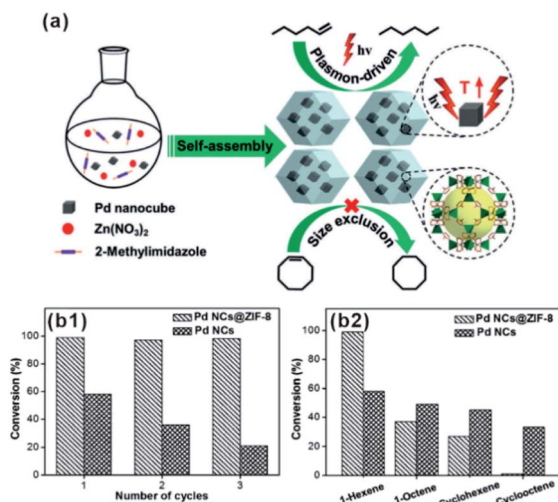 (a)
hν
Plasmon-driven
T
hν
Self-assembly
Size exclusion
Pd nanocube
Zn(NO₃)₂
2-Methylimidazole
(b1)
Pd NCs@ZIF-8
Pd NCs
100
80
60
40
20
0
Conversion (%)
1
2
3
Number of cycles
(b2)
Pd NCs@ZIF-8
Pd NCs
100
80
60
40
20
0
Conversion (%)
1-Hexene
1-Octene
Cyclohexene
Cyclooctene